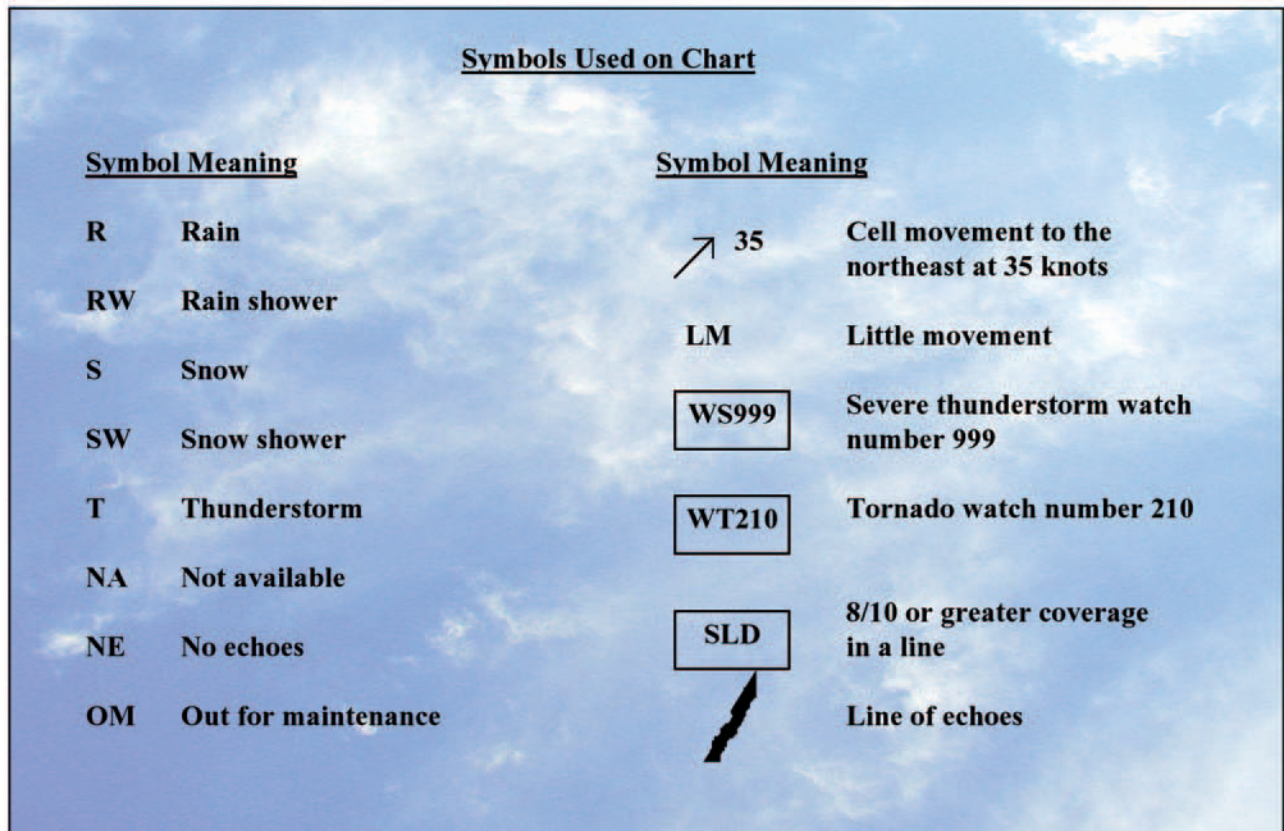 Symbols Used on Chart
Symbol Meaning
R Rain
RW Rain shower
S Snow
SW Snow shower
T Thunderstorm
NA Not available
NE No echoes
OM Out for maintenance
Symbol Meaning
35 Cell movement to the
northeast at 35 knots
LM Little movement
WS999 Severe thunderstorm watch
number 999
WT210 Tornado watch number 210
SLD 8/10 or greater coverage
in a line
Line of echoes